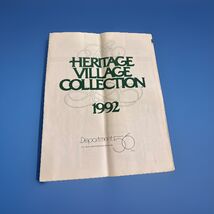 HERITAGE
VILLAGE
COLLECTION
1992
Department 56